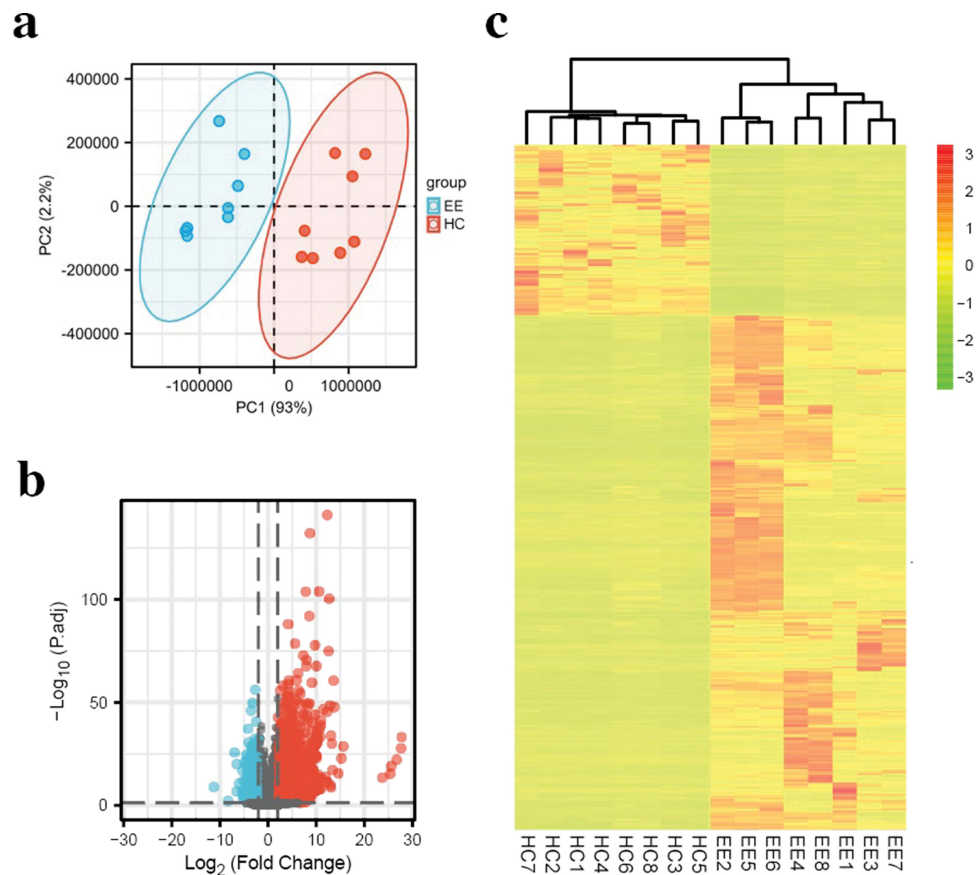 a
400000
200000
0
-200000
-400000
PC2 (2.2%)
-1000000
0
1000000
PC1 (93%)
group
EE
HC
b
100
50
0
−Log10 (P.adj)
−30
−20
−10
0
10
20
30
Log2 (Fold Change)
c
3
2
1
0
−1
−2
−3
HC7
HC2
HC1
HC4
HC6
HC8
HC3
HC5
EE2
EE5
EE6
EE4
EE8
EE1
EE3
EE7